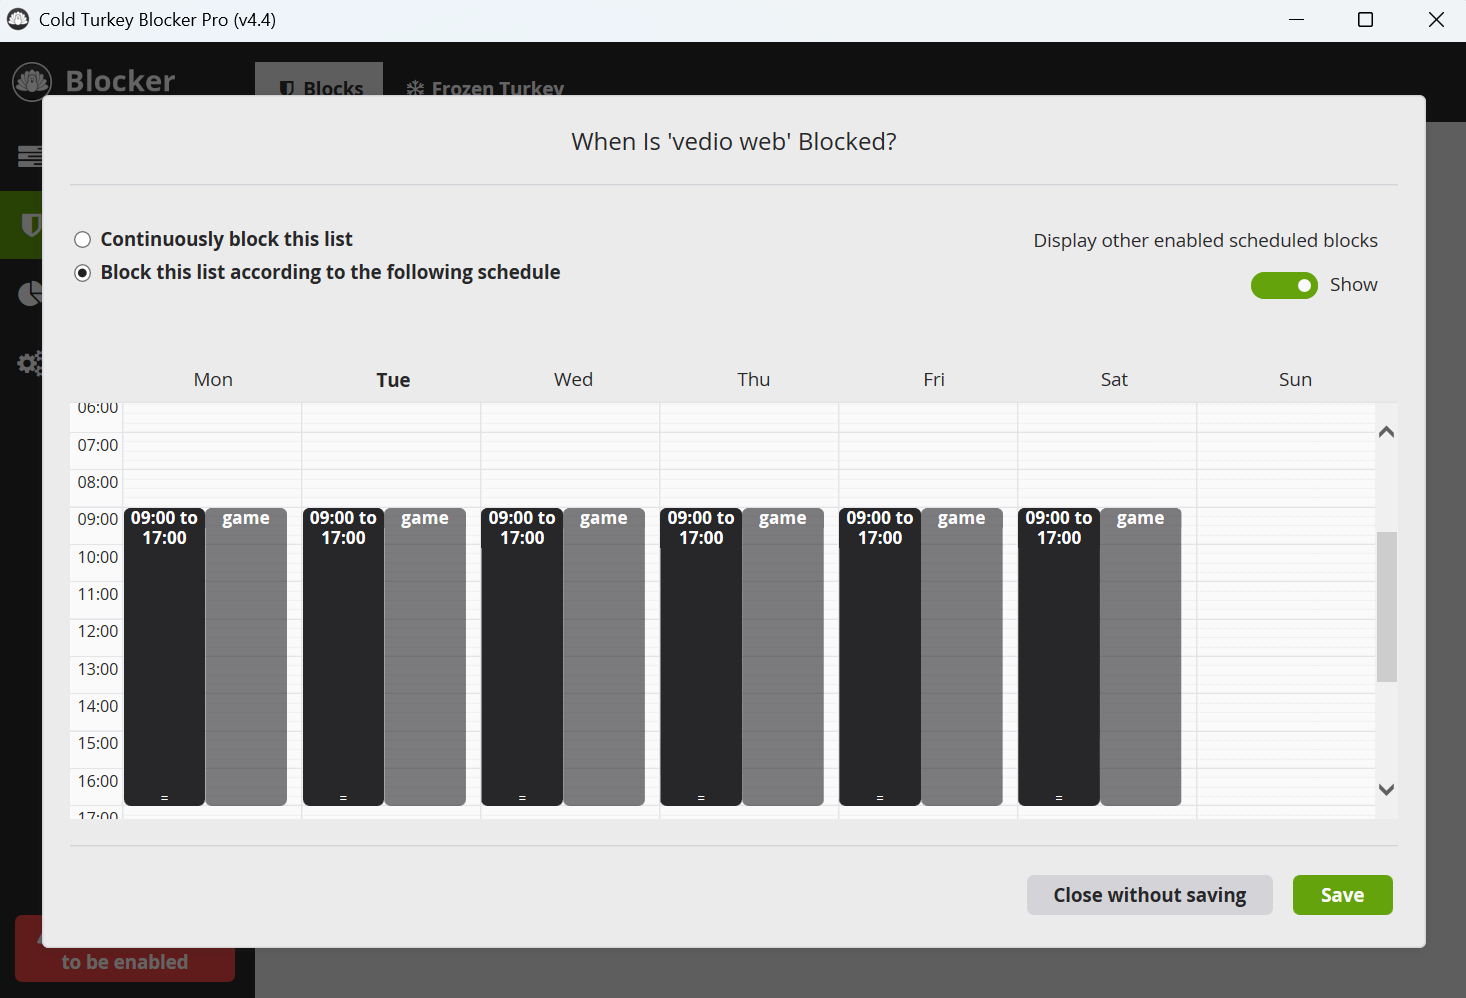 Cold Turkey Blocker Pro (v4.4)
Blocker
Blocks
Frozen Turkey
When Is 'vedio web' Blocked?
Continuously block this list
Block this list according to the following schedule
Display other enabled scheduled blocks
Show
Mon Tue Wed Thu Fri Sat Sun
06:00
07:00
08:00
09:00
10:00
11:00
12:00
13:00
14:00
15:00
16:00
17:00
09:00 to
17:00
=
game
09:00 to
17:00
=
game
09:00 to
17:00
=
game
09:00 to
17:00
=
game
09:00 to
17:00
=
game
09:00 to
17:00
=
game
Close without saving
Save
to be enabled